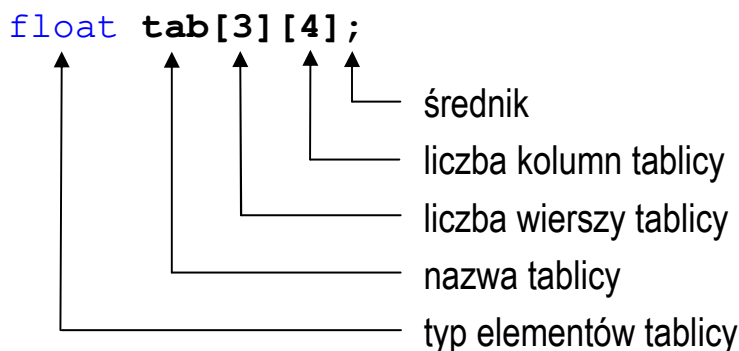 float tab[3][4];
średnik
liczba kolumn tablicy
liczba wierszy tablicy
nazwa tablicy
typ elementów tablicy